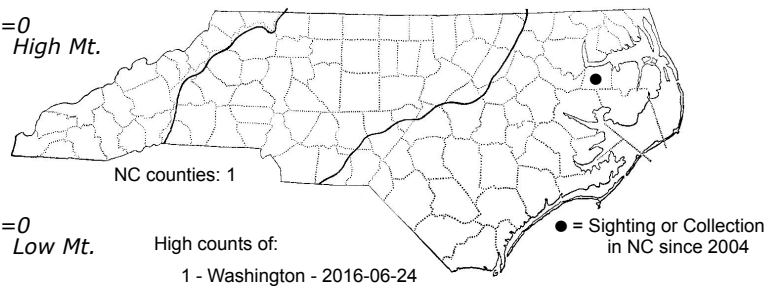 =0
High Mt.
NC counties: 1
=0
Low Mt.
High counts of:
1 - Washington - 2016-06-24
● = Sighting or Collection
in NC since 2004